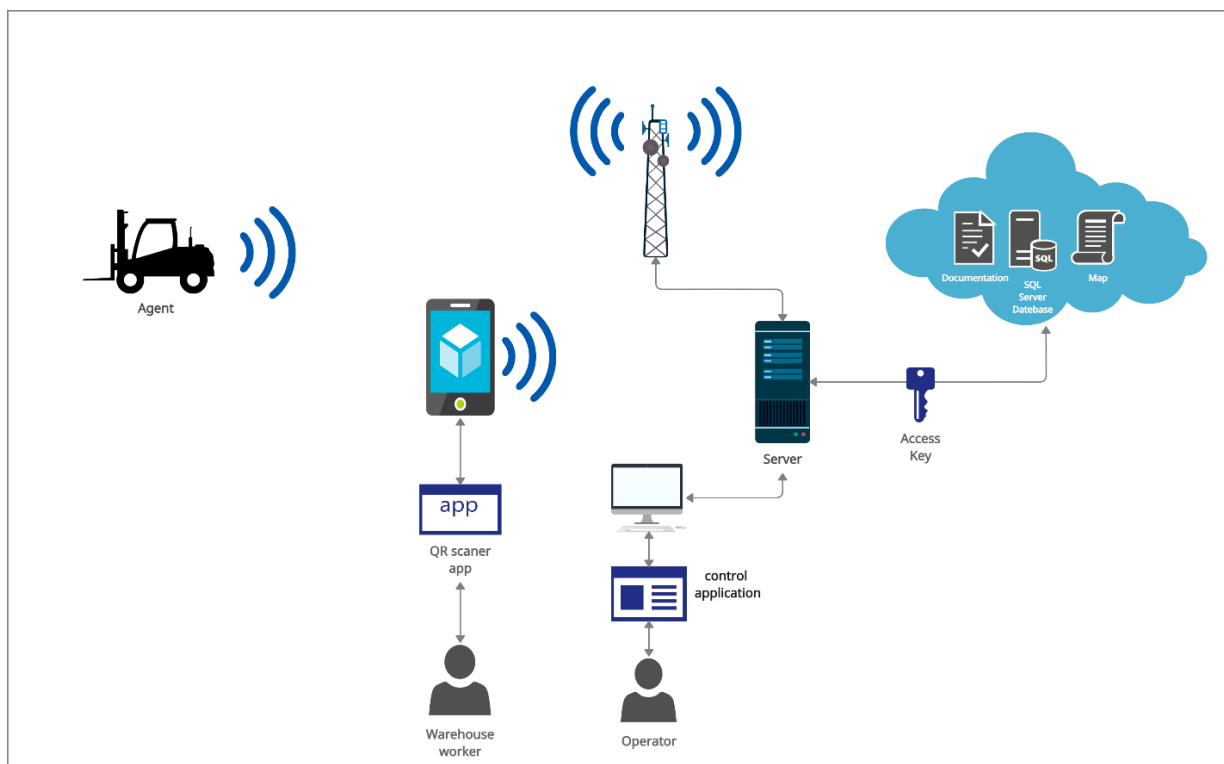 Agent
app
QR scaner
app
Warehouse
worker
control
application
Operator
Server
Access
Key
Documentation
SQL
SQL
Server
Datebase
Map